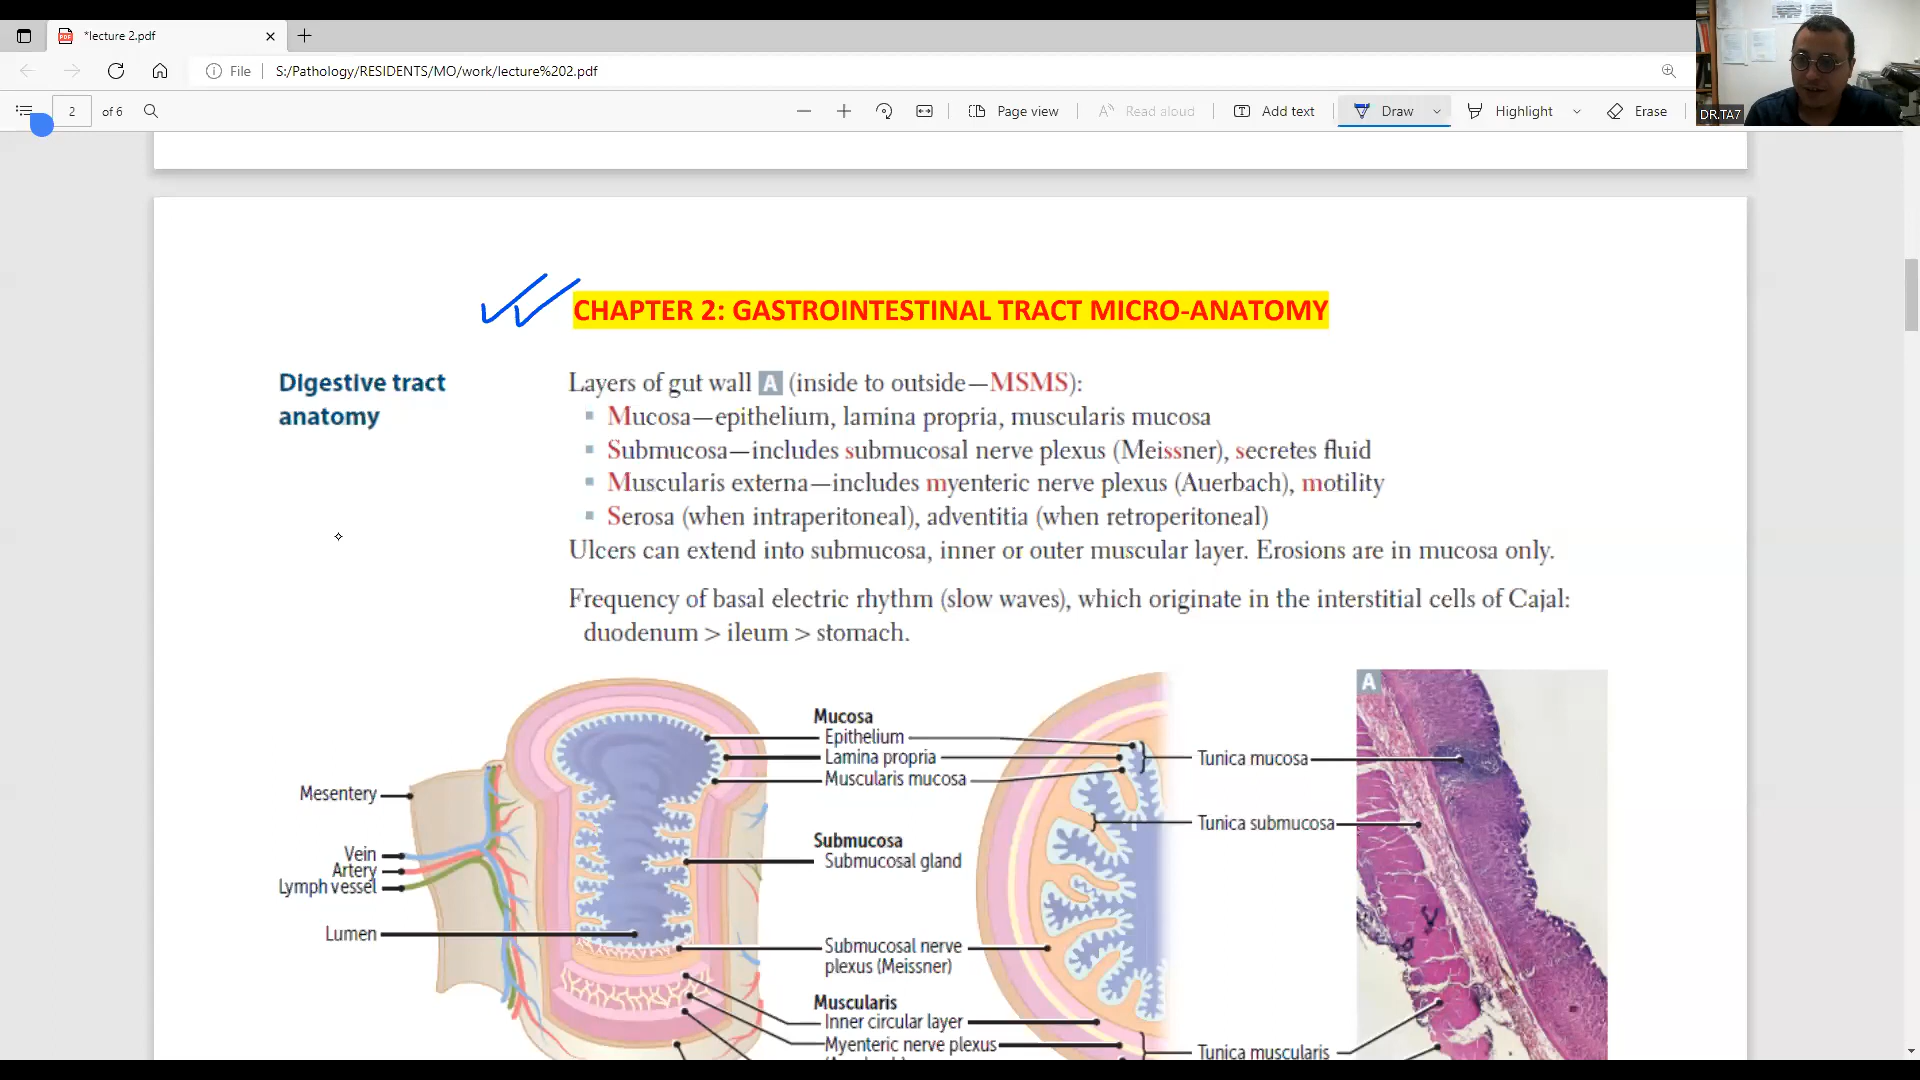 *lecture 2.pdf
File
S:/Pathology/RESIDENTS/MO/work/lecture%202.pdf
2 of 6
Page view
Read aloud
Add text
Draw
Highlight
Erase
DR.TA7
CHAPTER 2: GASTROINTESTINAL TRACT MICRO-ANATOMY
Digestive tract
anatomy
Layers of gut wall A (inside to outside—MSMS):
Mucosa—epithelium, lamina propria, muscularis mucosa
Submucosa—includes submucosal nerve plexus (Meissner), secretes fluid
Muscularis externa—includes myenteric nerve plexus (Auerbach), motility
Serosa (when intraperitoneal), adventitia (when retroperitoneal)
Ulcers can extend into submucosa, inner or outer muscular layer. Erosions are in mucosa only.
Frequency of basal electric rhythm (slow waves), which originate in the interstitial cells of Cajal:
duodenum > ileum > stomach.
Mesentery
Vein
Artery
Lymph vessel
Lumen
Mucosa
Epithelium
Lamina propria
Muscularis mucosa
Submucosa
Submucosal gland
Submucosal nerve
plexus (Meissner)
Muscularis
Inner circular layer
Myenteric nerve plexus
Tunica mucosa
Tunica submucosa
Tunica muscularis
A